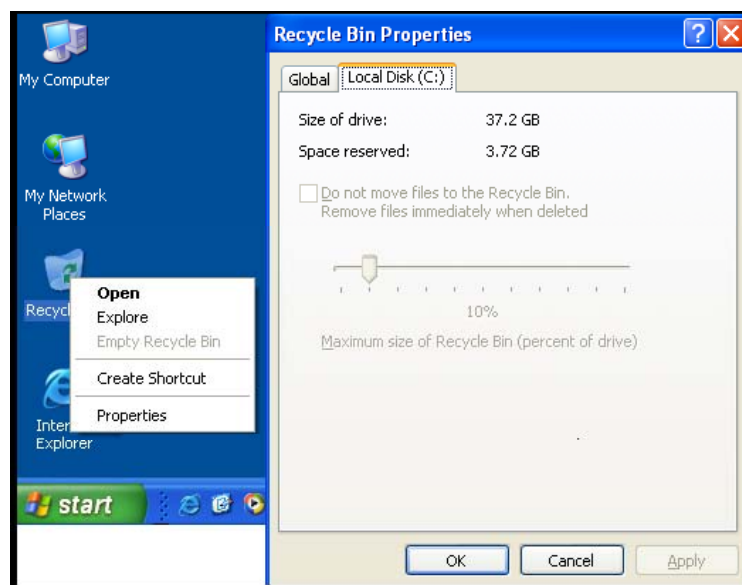 My Computer
My Network
Places
Recycl
Open
Explore
Empty Recycle Bin
Create Shortcut
Properties
Inter
Explorer
start
Recycle Bin Properties
Global
Local Disk (C:)
Size of drive: 37.2 GB
Space reserved: 3.72 GB
Do not move files to the Recycle Bin.
Remove files immediately when deleted
10%
Maximum size of Recycle Bin (percent of drive)
OK
Cancel
Apply